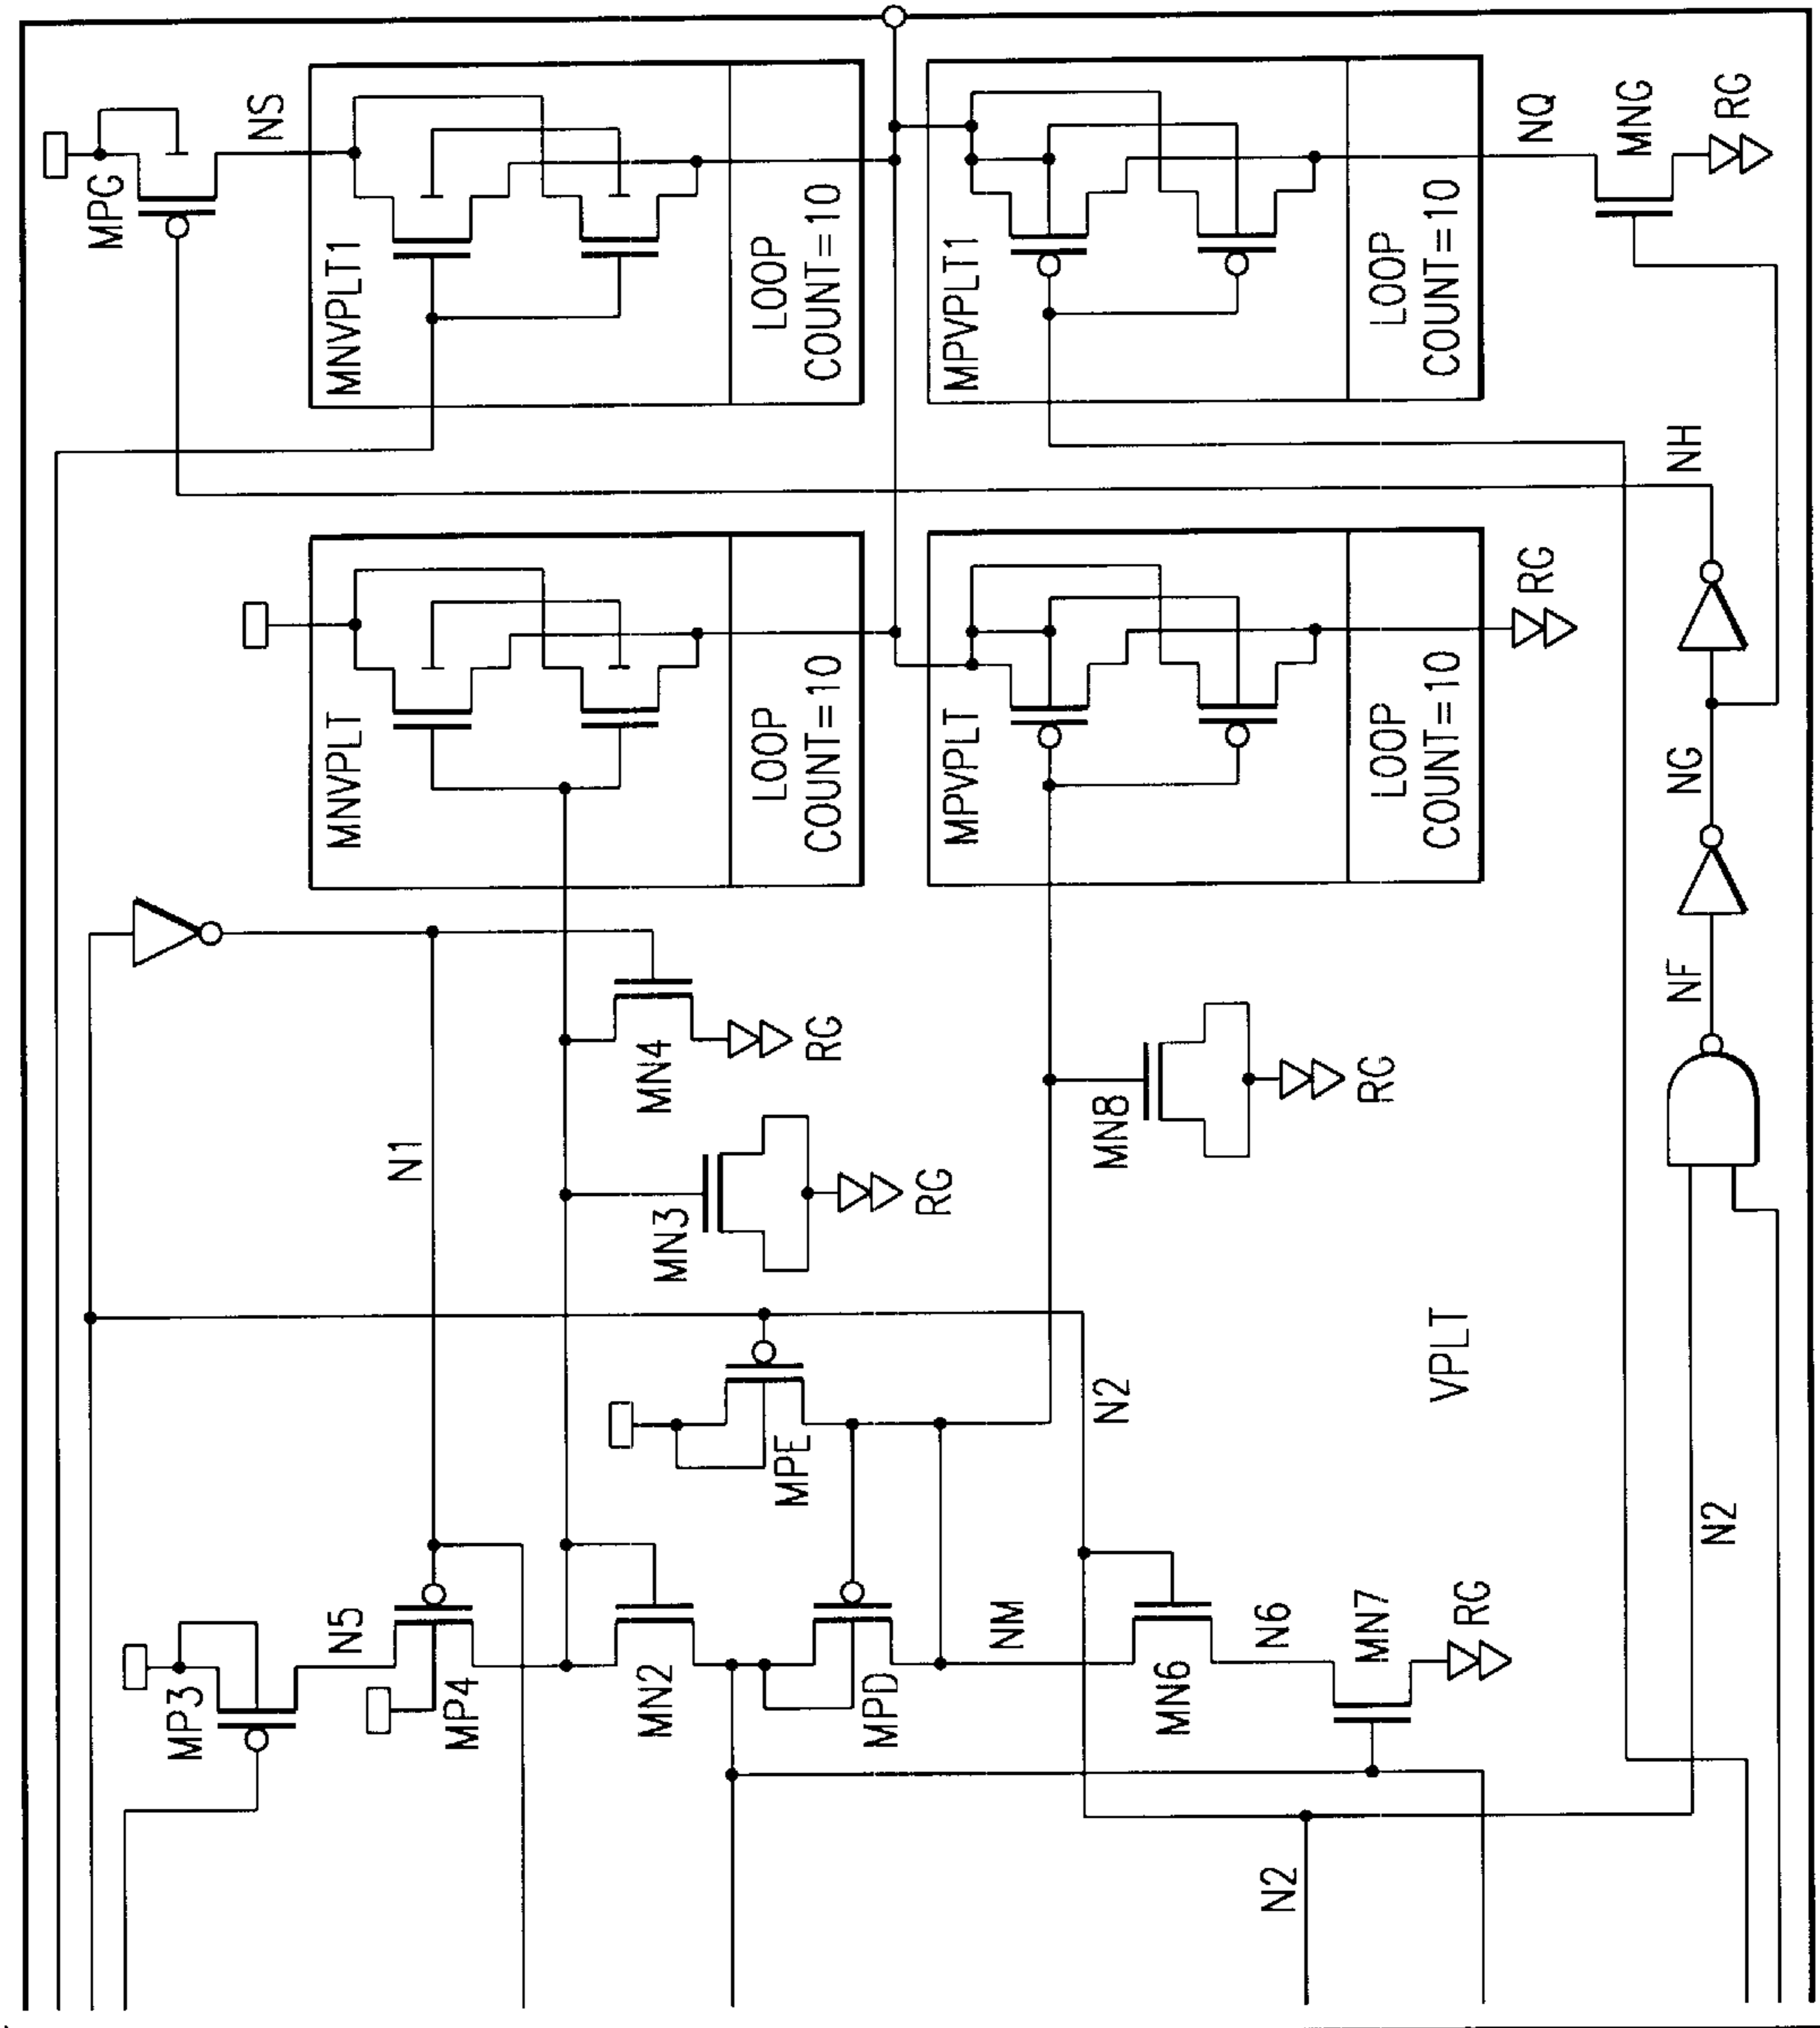 MPG
NS
MNVPLT1
LOOP
COUNT=10
MPVPLT1
LOOP
COUNT=10
NQ
MNG
RG
NH
MNVPLT
LOOP
COUNT=10
MPVPLT
LOOP
COUNT=10
RG
NG
NF
N1
MN4
RG
MN3
RG
MN8
RG
MPE
N2
VPLT
N2
MP3
N5
MP4
MN2
MPD
NM
MN6
N6
MN7
RG
N2